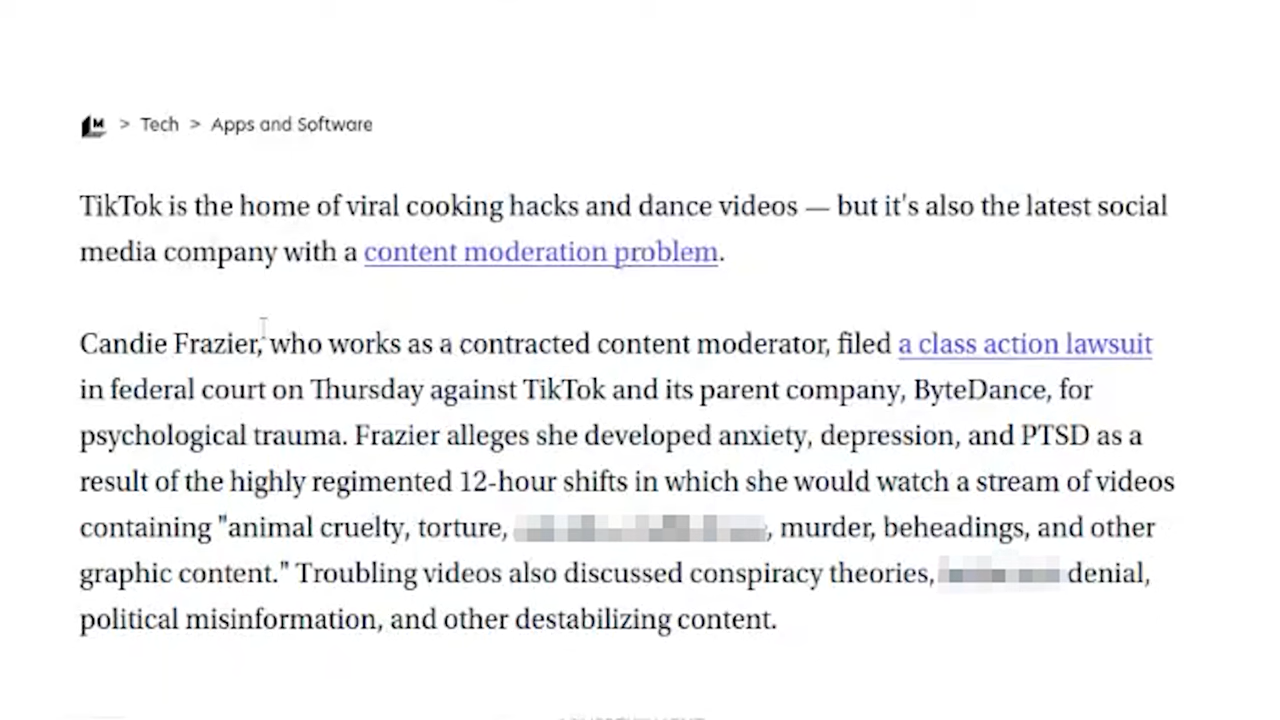 M > Tech > Apps and Software
TikTok is the home of viral cooking hacks and dance videos — but it's also the latest social
media company with a content moderation problem.
Candie Frazier, who works as a contracted content moderator, filed a class action lawsuit
in federal court on Thursday against TikTok and its parent company, ByteDance, for
psychological trauma. Frazier alleges she developed anxiety, depression, and PTSD as a
result of the highly regimented 12-hour shifts in which she would watch a stream of videos
containing "animal cruelty, torture, , murder, beheadings, and other
graphic content." Troubling videos also discussed conspiracy theories, denial,
political misinformation, and other destabilizing content.